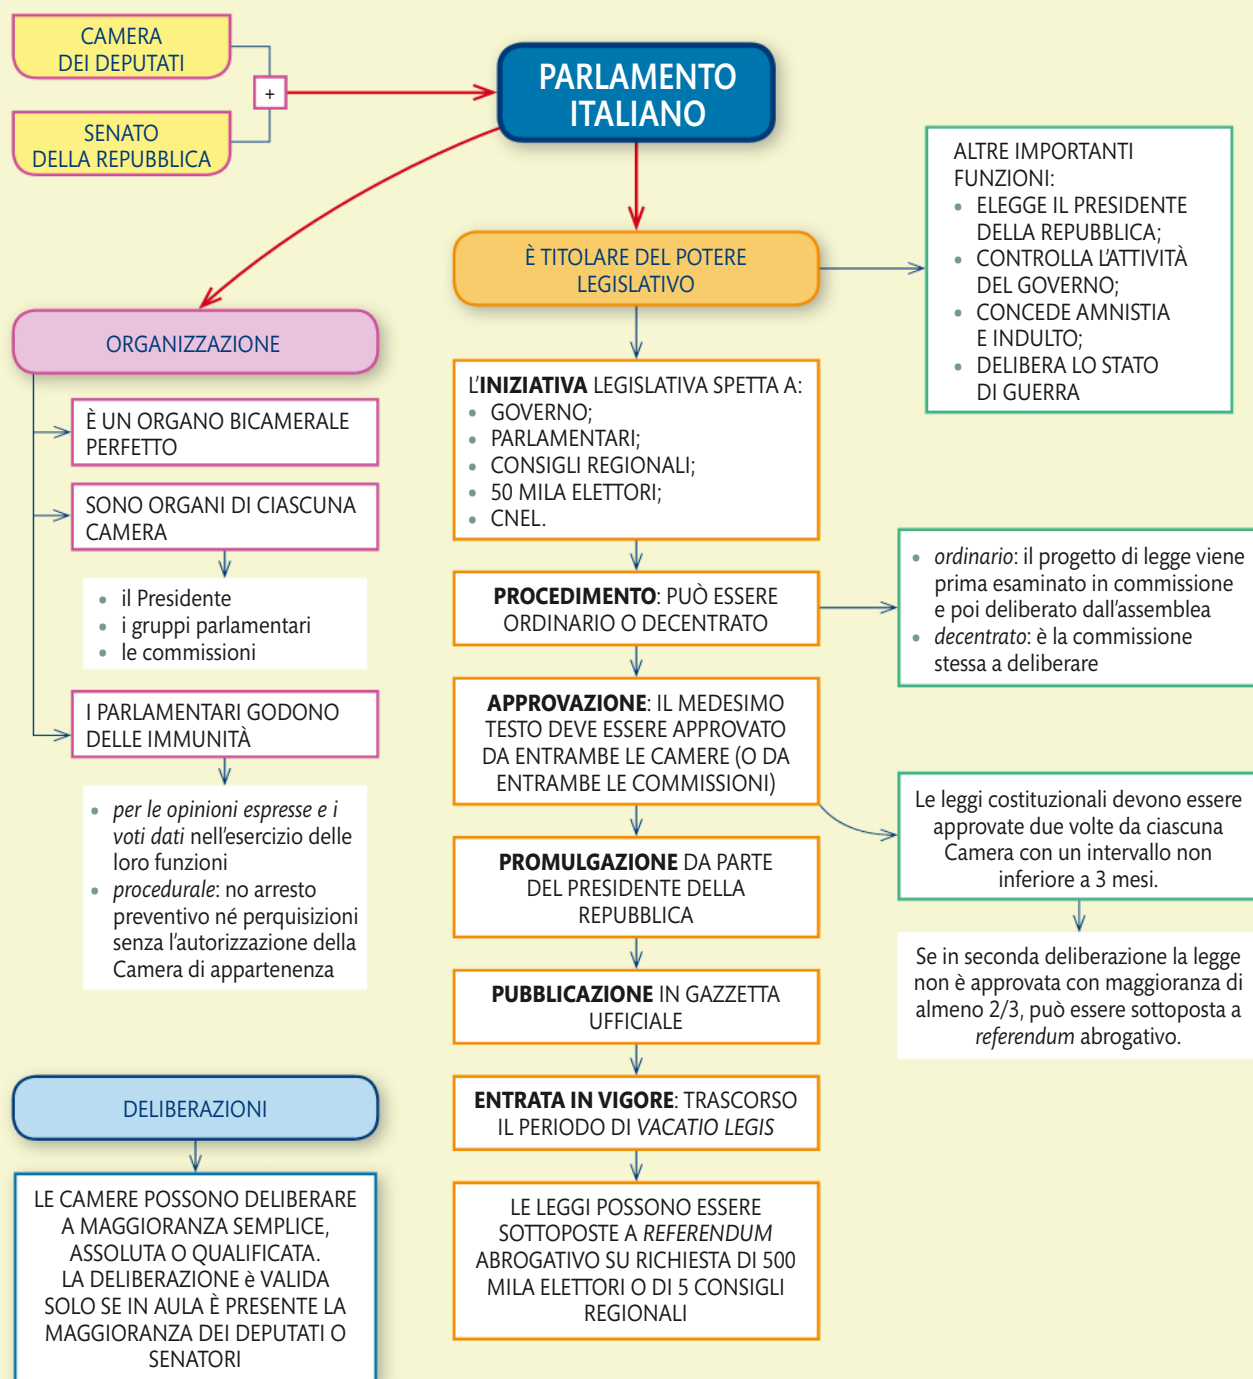 CAMERA
DEI DEPUTATI
+
SENATO
DELLA REPUBBLICA
PARLAMENTO
ITALIANO
ORGANIZZAZIONE
È UN ORGANO BICAMERALE
PERFETTO
SONO ORGANI DI CIASCUNA
CAMERA
• il Presidente
• i gruppi parlamentari
• le commissioni
I PARLAMENTARI GODONO
DELLE IMMUNITÀ
• per le opinioni espresse e i
voti dati nell'esercizio delle
loro funzioni
• procedurale: no arresto
preventivo né perquisizioni
senza l'autorizzazione della
Camera di appartenenza
DELIBERAZIONI
LE CAMERE POSSONO DELIBERARE
A MAGGIORANZA SEMPLICE,
ASSOLUTA O QUALIFICATA.
LA DELIBERAZIONE è VALIDA
SOLO SE IN AULA È PRESENTE LA
MAGGIORANZA DEI DEPUTATI O
SENATORI
È TITOLARE DEL POTERE
LEGISLATIVO
L'INIZIATIVA LEGISLATIVA SPETTA A:
• GOVERNO;
• PARLAMENTARI;
• CONSIGLI REGIONALI;
• 50 MILA ELETTORI;
• CNEL.
PROCEDIMENTO: PUÒ ESSERE
ORDINARIO O DECENTRATO
APPROVAZIONE: IL MEDESIMO
TESTO DEVE ESSERE APPROVATO
DA ENTRAMBE LE CAMERE (O DA
ENTRAMBE LE COMMISSIONI)
PROMULGAZIONE DA PARTE
DEL PRESIDENTE DELLA
REPUBBLICA
PUBBLICAZIONE IN GAZZETTA
UFFICIALE
ENTRATA IN VIGORE: TRASCORSO
IL PERIODO DI VACATIO LEGIS
LE LEGGI POSSONO ESSERE
SOTTOPOSTE A REFERENDUM
ABROGATIVO SU RICHIESTA DI 500
MILA ELETTORI O DI 5 CONSIGLI
REGIONALI
ALTRE IMPORTANTI
FUNZIONI:
• ELEGGE IL PRESIDENTE
DELLA REPUBBLICA;
• CONTROLLA L'ATTIVITÀ
DEL GOVERNO;
• CONCEDE AMNISTIA
E INDULTO;
• DELIBERA LO STATO
DI GUERRA
• ordinario: il progetto di legge viene
prima esaminato in commissione
e poi deliberato dall'assemblea
• decentrato: è la commissione
stessa a deliberare
Le leggi costituzionali devono essere
approvate due volte da ciascuna
Camera con un intervallo non
inferiore a 3 mesi.
Se in seconda deliberazione la legge
non è approvata con maggioranza di
almeno 2/3, può essere sottoposta a
referendum abrogativo.